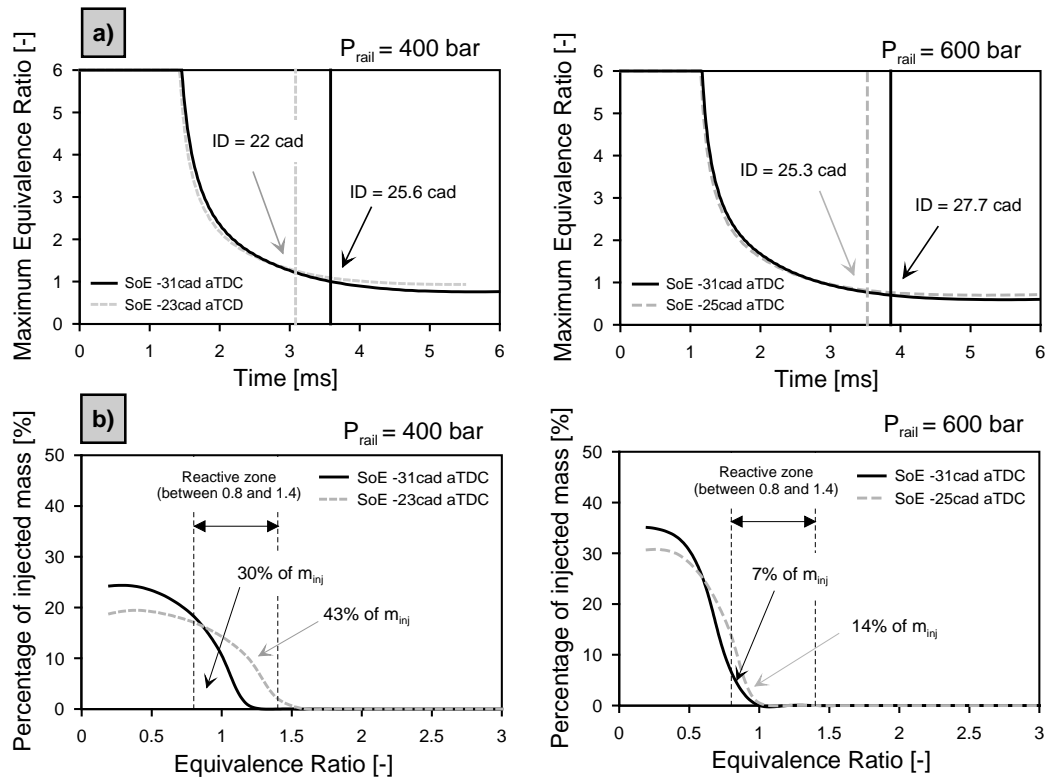 a)
P_rail = 400 bar
Maximum Equivalence Ratio [-]
6
5
4
3
2
1
0
ID = 22 cad
ID = 25.6 cad
SoE -31cad aTDC
SoE -23cad aTCD
0 1 2 3 4 5 6
Time [ms]
P_rail = 600 bar
Maximum Equivalence Ratio [-]
6
5
4
3
2
1
0
ID = 25.3 cad
ID = 27.7 cad
SoE -31cad aTDC
SoE -25cad aTDC
0 1 2 3 4 5 6
Time [ms]
b)
P_rail = 400 bar
Percentage of injected mass [%]
50
40
30
20
10
0
Reactive zone
(between 0.8 and 1.4)
SoE -31cad aTDC
SoE -23cad aTDC
30% of m_inj
43% of m_inj
0 0.5 1 1.5 2 2.5 3
Equivalence Ratio [-]
P_rail = 600 bar
Percentage of injected mass [%]
50
40
30
20
10
0
Reactive zone
(between 0.8 and 1.4)
SoE -31cad aTDC
SoE -25cad aTDC
7% of m_inj
14% of m_inj
0 0.5 1 1.5 2 2.5 3
Equivalence Ratio [-]